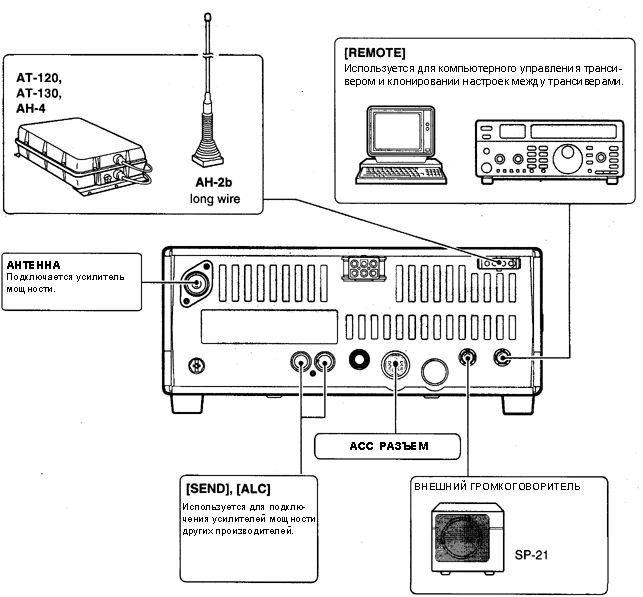 AT-120,
AT-130,
AH-4
AH-2b
long wire
[REMOTE]
Используется для компьютерного управления транси-
вером и клонировании настроек между трансиверами.
АНТЕННА
Подключается усилитель
мощности.
ACC РАЗЪЕМ
[SEND], [ALC]
Используется для подклю-
чения усилителей мощности
других производителей.
ВНЕШНИЙ ГРОМКОГОВОРИТЕЛЬ
SP-21